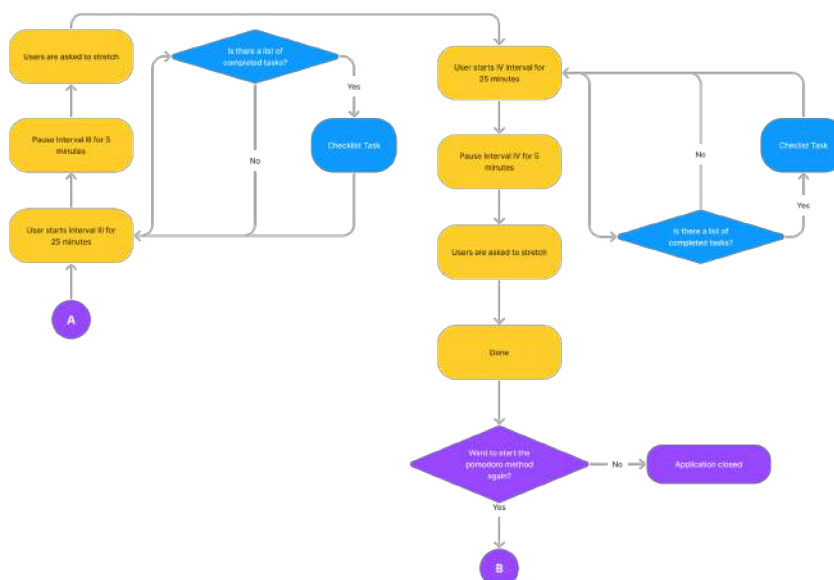 Users are asked to stretch
Pause Interval III for 5
minutes
User starts interval III for
25 minutes
A
Is there a list of
completed tasks?
Yes
No
Checklist Task
User starts IV interval for
25 minutes
Pause Interval IV for 5
minutes
Users are asked to stretch
Done
Want to start the
pomodoro method
again?
No
Application closed
Yes
B
No
Checklist Task
Yes
Is there a list of
completed tasks?